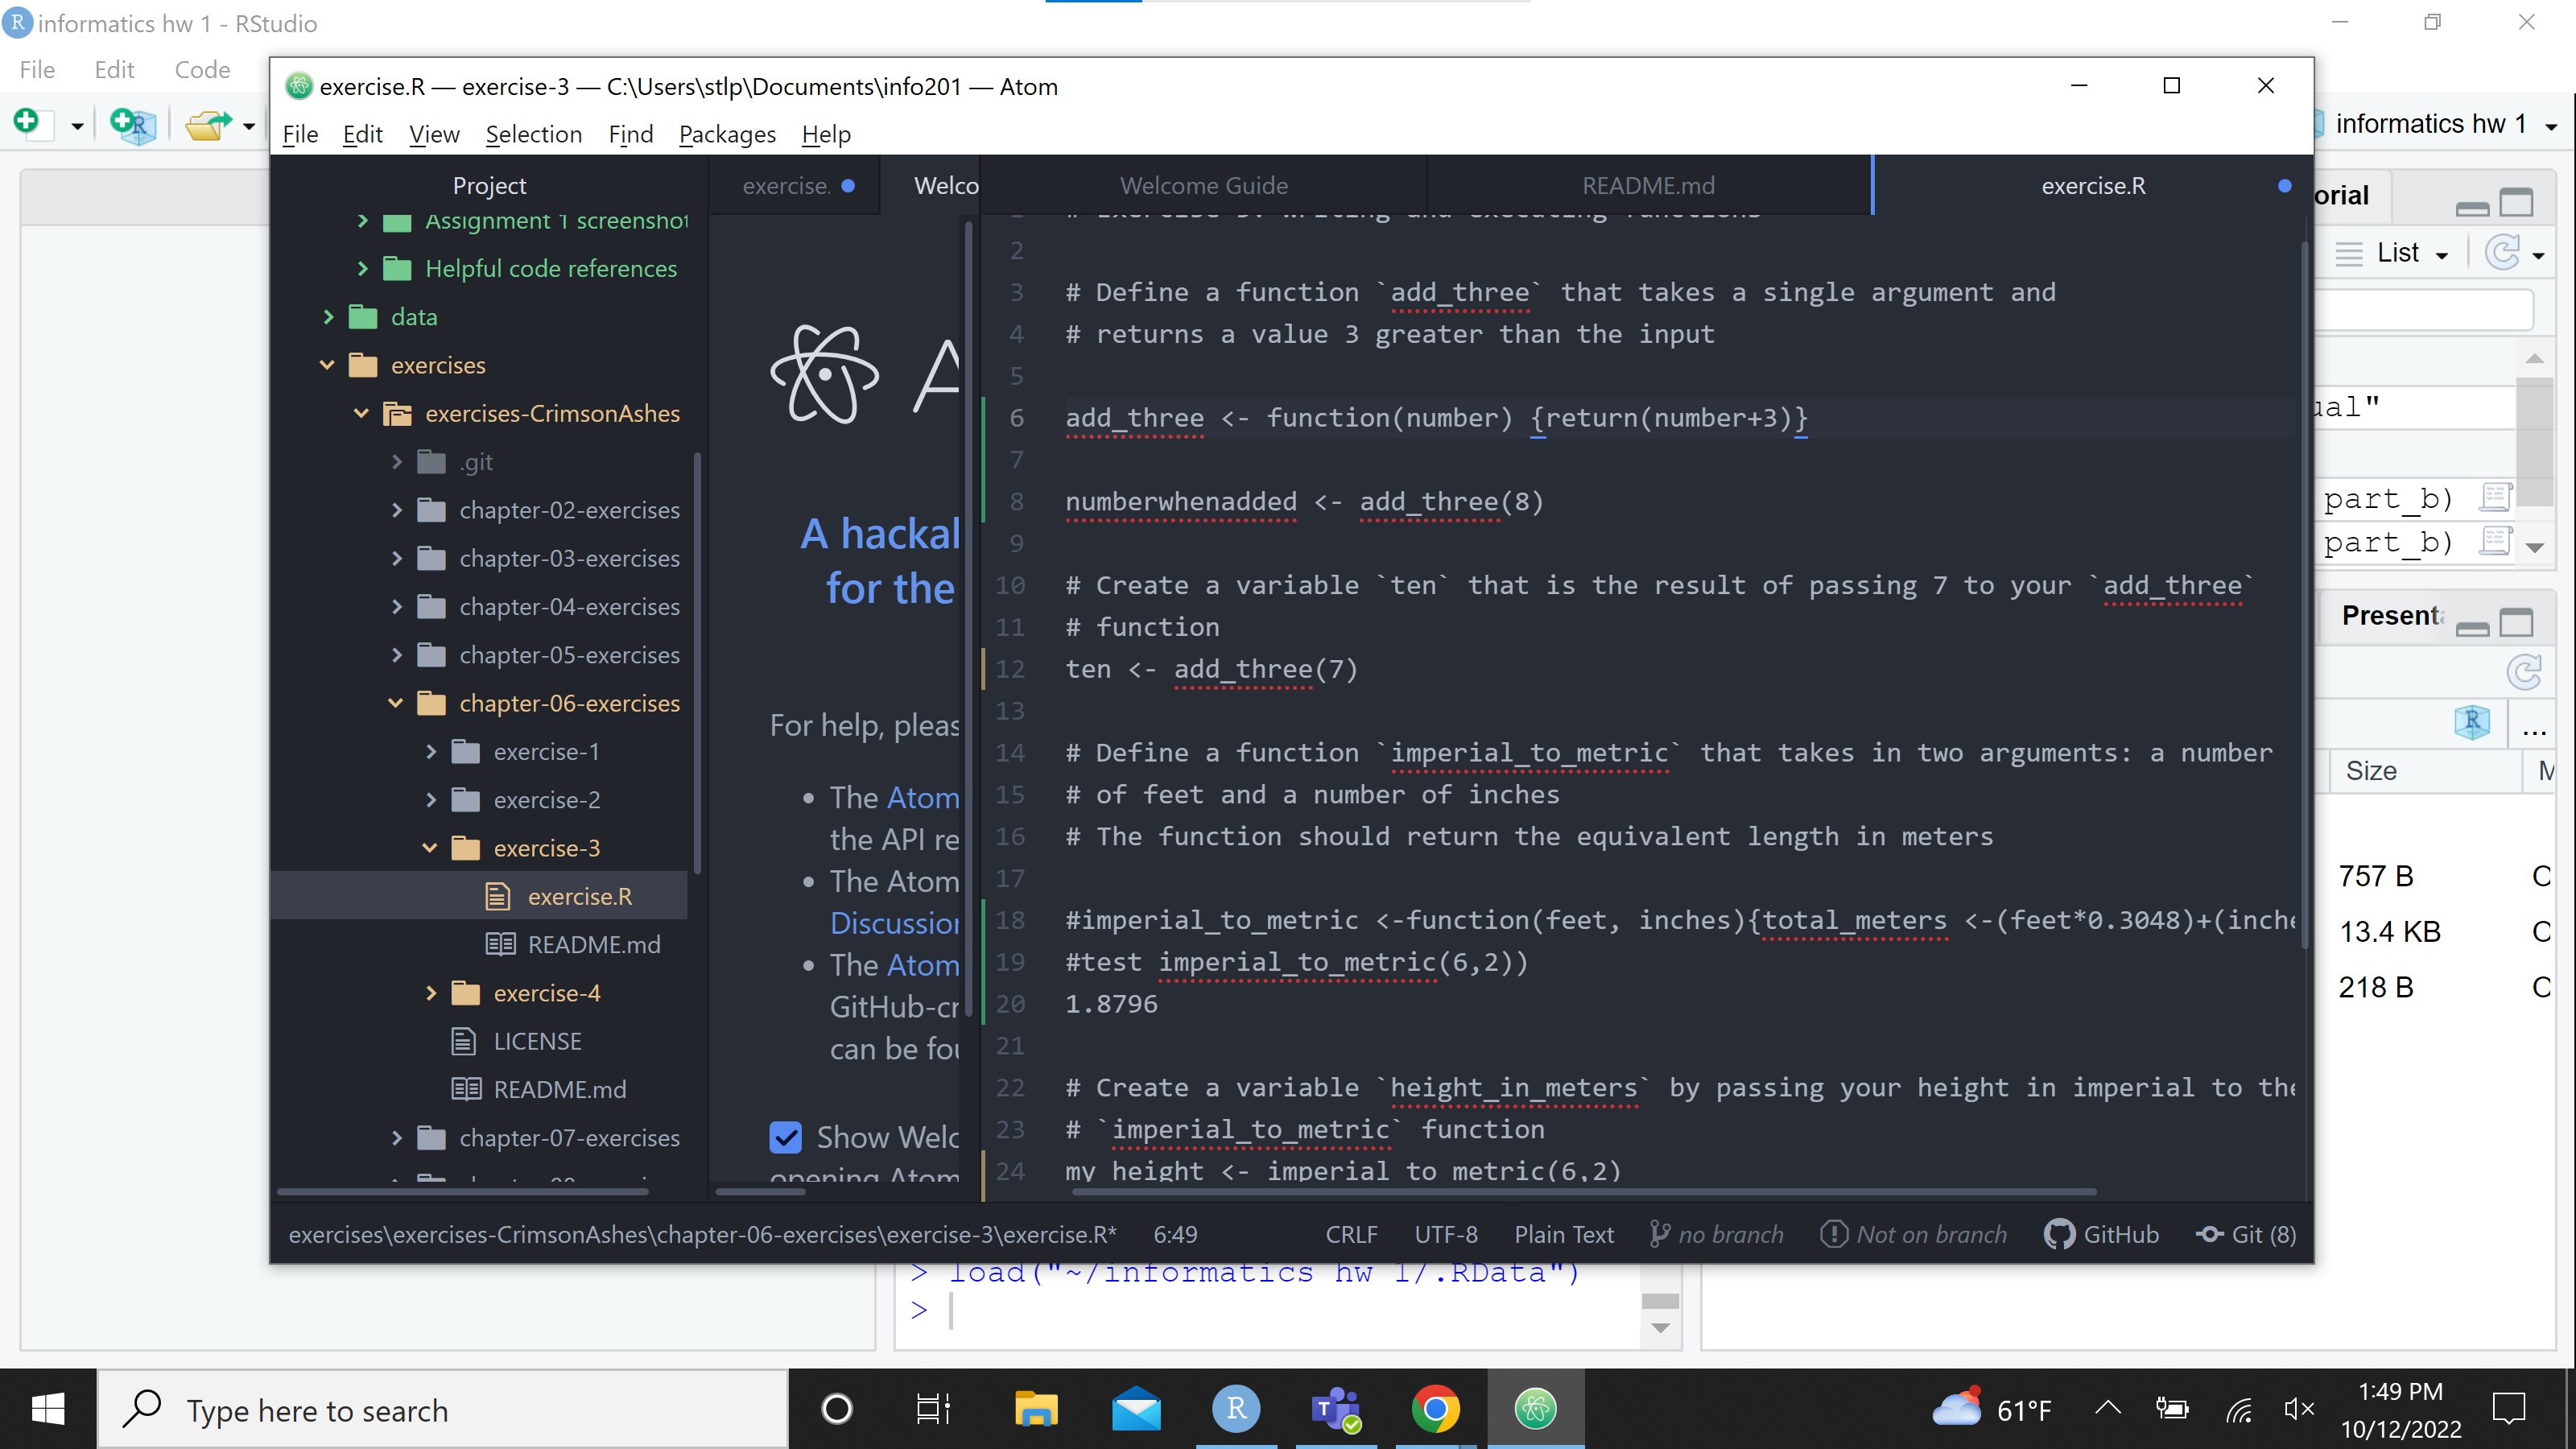 informatics hw 1 - RStudio
File Edit Code
exercise.R — exercise-3 — C:\Users\stlp\Documents\info201 — Atom
File Edit View Selection Find Packages Help
informatics hw 1
Project
exercise.
Welco
Welcome Guide
README.md
exercise.R
Assignment 1 screenshot
Helpful code references
data
exercises
exercises-CrimsonAshes
.git
chapter-02-exercises
chapter-03-exercises
chapter-04-exercises
chapter-05-exercises
chapter-06-exercises
exercise-1
exercise-2
exercise-3
exercise.R
README.md
exercise-4
LICENSE
README.md
chapter-07-exercises
A
A hackal
for the
For help, pleas
The Atom
the API re
The Atom
Discussion
The Atom
GitHub-cr
can be fou
Show Welc
opening Atom
# Exercise 3: writing and executing functions
2
3 # Define a function `add_three` that takes a single argument and
4 # returns a value 3 greater than the input
5
6 add_three <- function(number) {return(number+3)}
7
8 numberwhenadded <- add_three(8)
9
10 # Create a variable `ten` that is the result of passing 7 to your `add_three`
11 # function
12 ten <- add_three(7)
13
14 # Define a function `imperial_to_metric` that takes in two arguments: a number
15 # of feet and a number of inches
16 # The function should return the equivalent length in meters
17
18 #imperial_to_metric <-function(feet, inches){total_meters <-(feet*0.3048)+(inche
19 #test imperial_to_metric(6,2))
20 1.8796
21
22 # Create a variable `height_in_meters` by passing your height in imperial to the
23 # `imperial_to_metric` function
24 my_height <- imperial_to_metric(6,2)
exercises\exercises-CrimsonAshes\chapter-06-exercises\exercise-3\exercise.R* 6:49 CRLF UTF-8 Plain Text no branch Not on branch GitHub Git (8)
orial
List
ual"
part_b)
part_b)
Present
R
...
Size M
757 B
13.4 KB
218 B
> load("~/informatics hw 1/.RData")
>
Type here to search
61°F
1:49 PM
10/12/2022